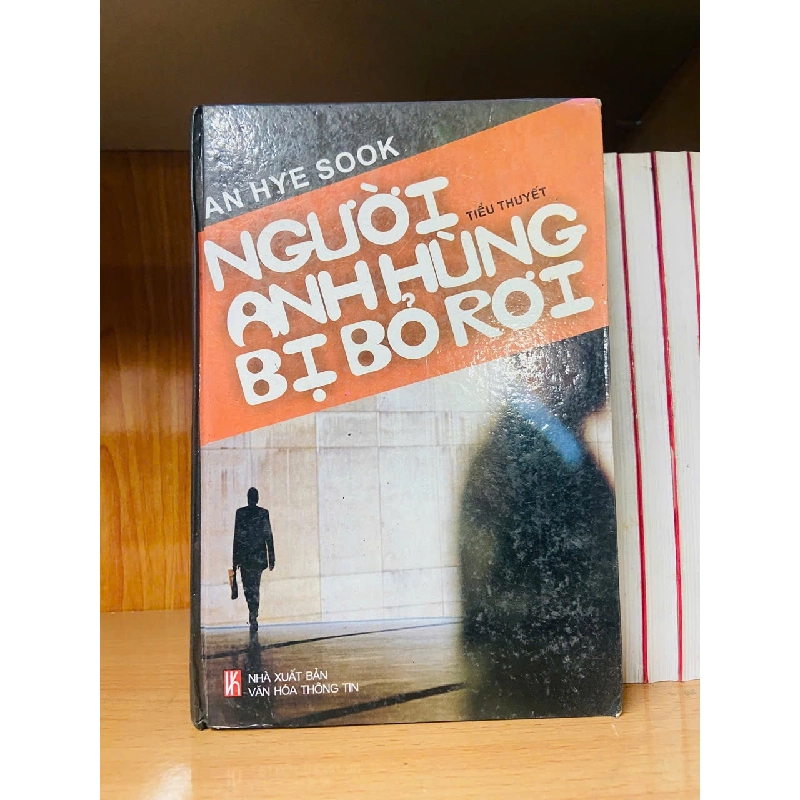 AN HYE SOOK
TIỂU THUYẾT
NGƯỜI
ANH HÙNG
BỊ BỎ RƠI
NHÀ XUẤT BẢN
VĂN HÓA THÔNG TIN